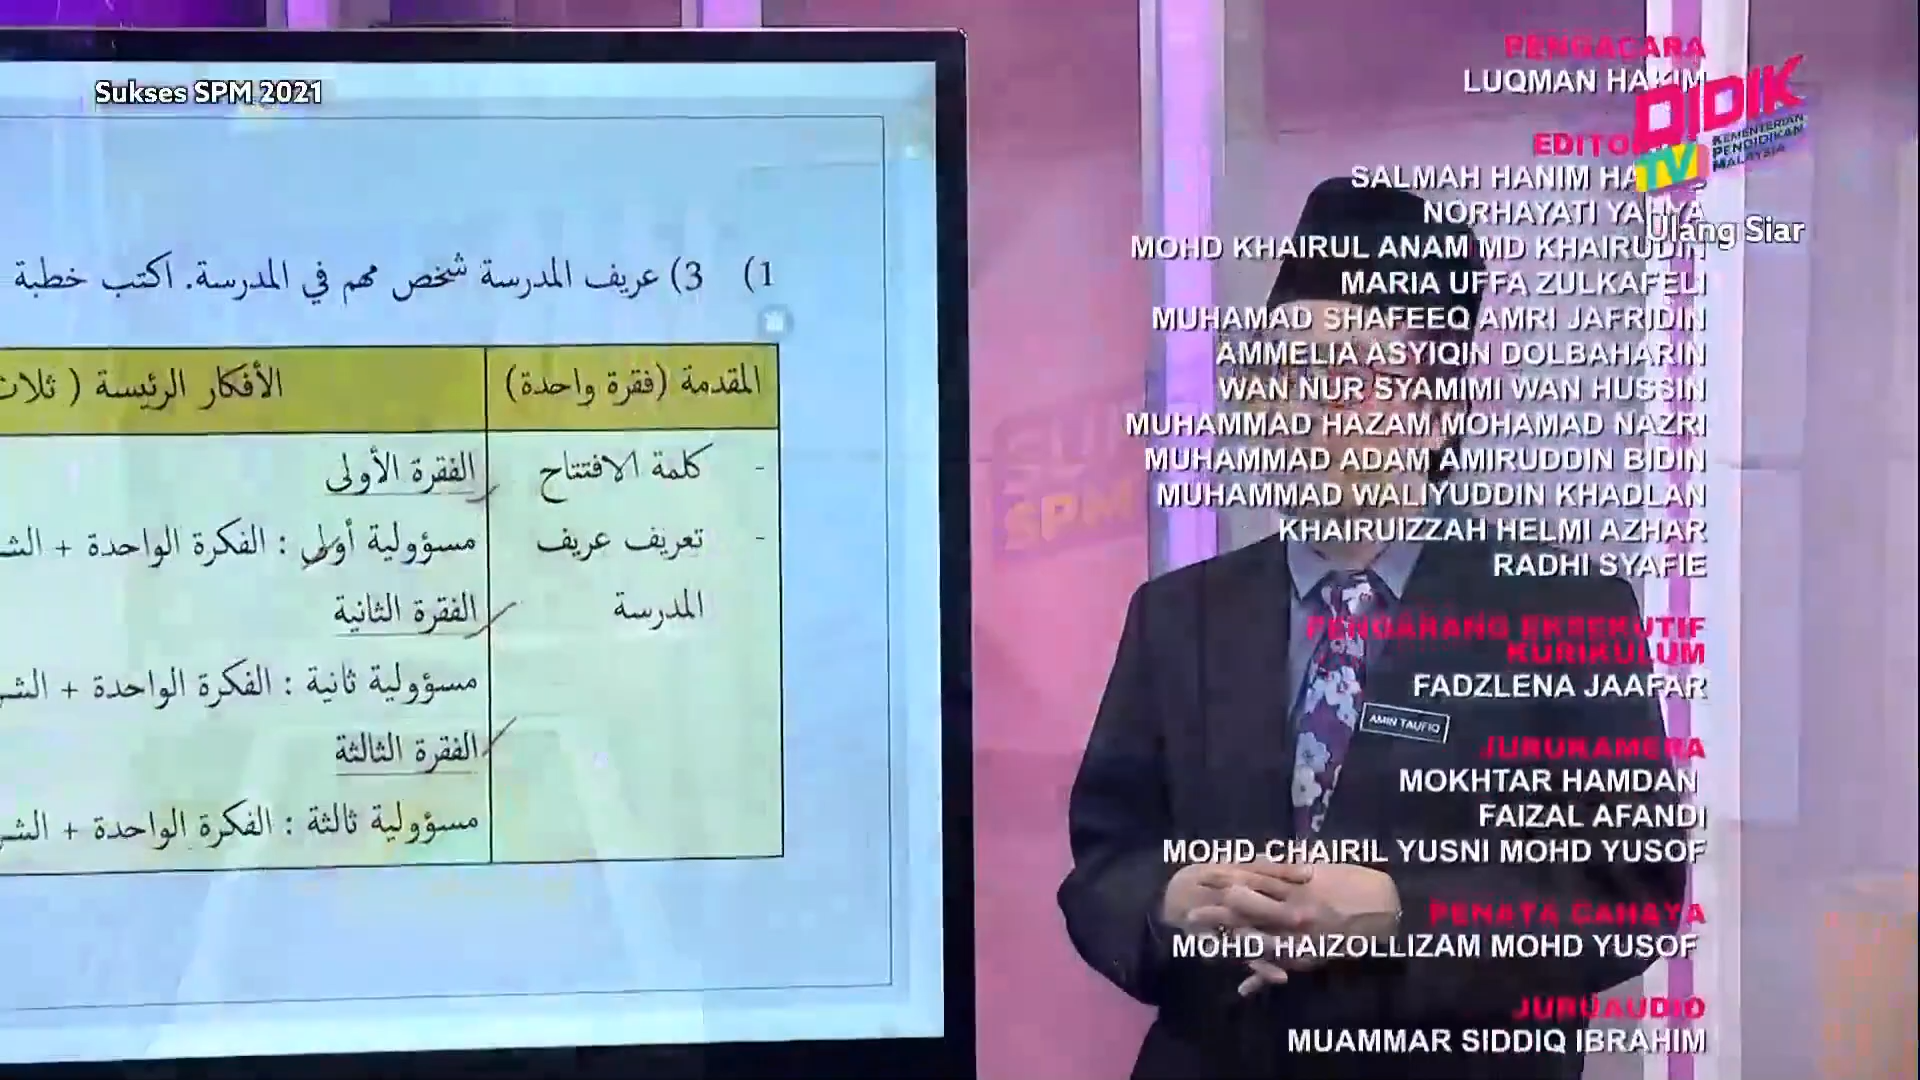 Sukses SPM 2021
1) 3) عريف المدرسة شخص مهم في المدرسة. اكتب خطبة
المقدمة (فقرة واحدة)
الأفكار الرئيسة ( ثلاث
- كلمة الافتتاح
- تعريف عريف
المدرسة
الفقرة الأولى
مسؤولية أولى : الفكرة الواحدة +
الفقرة الثانية
مسؤولية ثانية : الفكرة الواحدة +
الفقرة الثالثة
مسؤولية ثالثة : الفكرة الواحدة +
SPM
AMIN TAUFIQ
PENGACARA
LUQMAN HAKIM
SALMAH HANIM
NORHAYATI YAHYA
MOHD KHAIRUL ANAM MD KHAIRUDIN
MARIA UFFA ZULKAFELI
MUHAMAD SHAFEEQ AMRI JAFRIDIN
AMMELIA ASYIQIN DOLBAHARIN
WAN NUR SYAMIMI WAN HUSSIN
MUHAMMAD HAZAM MOHAMAD NAZRI
MUHAMMAD ADAM AMIRUDDIN BIDIN
MUHAMMAD WALIYUDDIN KHADLAN
KHAIRUIZZAH HELMI AZHAR
RADHI SYAFIE
PENGARANG EKSEKUTIF
KURIKULUM
FADZLENA JAAFAR
JURUKAMERA
MOKHTAR HAMDAN
FAIZAL AFANDI
MOHD CHAIRIL YUSNI MOHD YUSOF
PENATA CAHAYA
MOHD HAIZOLLIZAM MOHD YUSOF
JURUAUDIO
MUAMMAR SIDDIQ IBRAHIM
DIDIK
TV
KEMENTERIAN
PENDIDIKAN
MALAYSIA
Ulang Siar